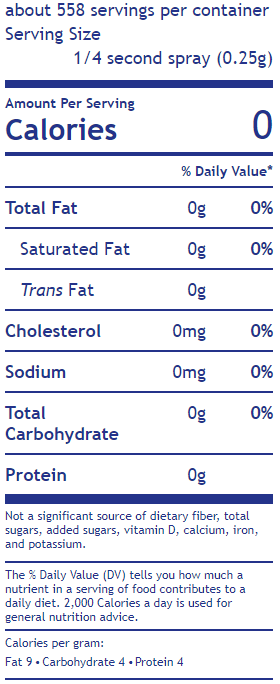 about 558 servings per container
Serving Size
1/4 second spray (0.25g)
Amount Per Serving
Calories 0
% Daily Value*
Total Fat 0g 0%
Saturated Fat 0g 0%
Trans Fat 0g
Cholesterol 0mg 0%
Sodium 0mg 0%
Total Carbohydrate 0g 0%
Protein 0g
Not a significant source of dietary fiber, total
sugars, added sugars, vitamin D, calcium, iron,
and potassium.
The % Daily Value (DV) tells you how much a
nutrient in a serving of food contributes to a
daily diet. 2,000 Calories a day is used for
general nutrition advice.
Calories per gram:
Fat 9 • Carbohydrate 4 • Protein 4